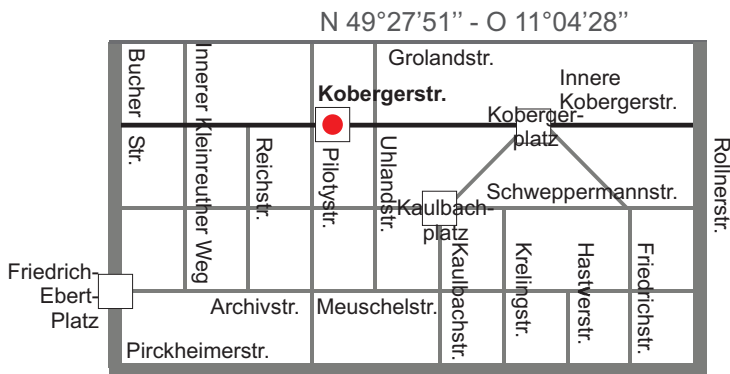 N 49°27'51’’ - O 11°04'28’’
Grolandstr.
Bucher
Str.
Innerer Kleinreuther Weg
Innere
Kobergerstr.
Kobergerstr.
Koberger-
platz
Reichstr.
Pilotystr.
Uhlandstr.
Rollnerstr.
Schweppermannstr.
Kaulbach-
platz
Friedrich-
Ebert-
Platz
Kaulbachstr.
Krelingstr.
Hastverstr.
Friedrichstr.
Archivstr.
Meuschelstr.
Pirckheimerstr.